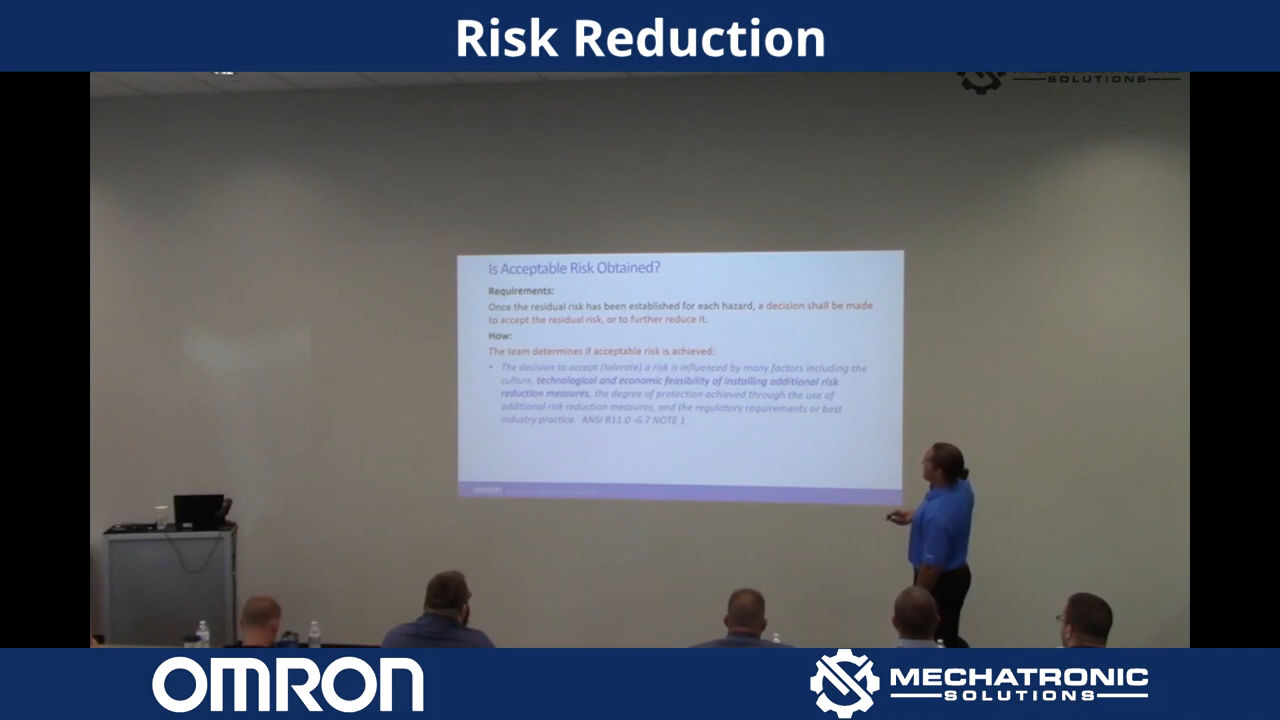 Risk Reduction
SOLUTIONS
Is Acceptable Risk Obtained?
Requirements:
Once the residual risk has been established for each hazard, a decision shall be made
to accept the residual risk, or to further reduce it.
How:
The team determines if acceptable risk is achieved:
• The decision to accept (tolerate) a risk is influenced by many factors including the
culture, technological and economic feasibility of installing additional risk
reduction measures, the degree of protection achieved through the use of
additional risk reduction measures, and the regulatory requirements or best
industry practice. ANSI B11.0 -6.7 NOTE 1
OMRON
OMRON
MECHATRONIC
SOLUTIONS